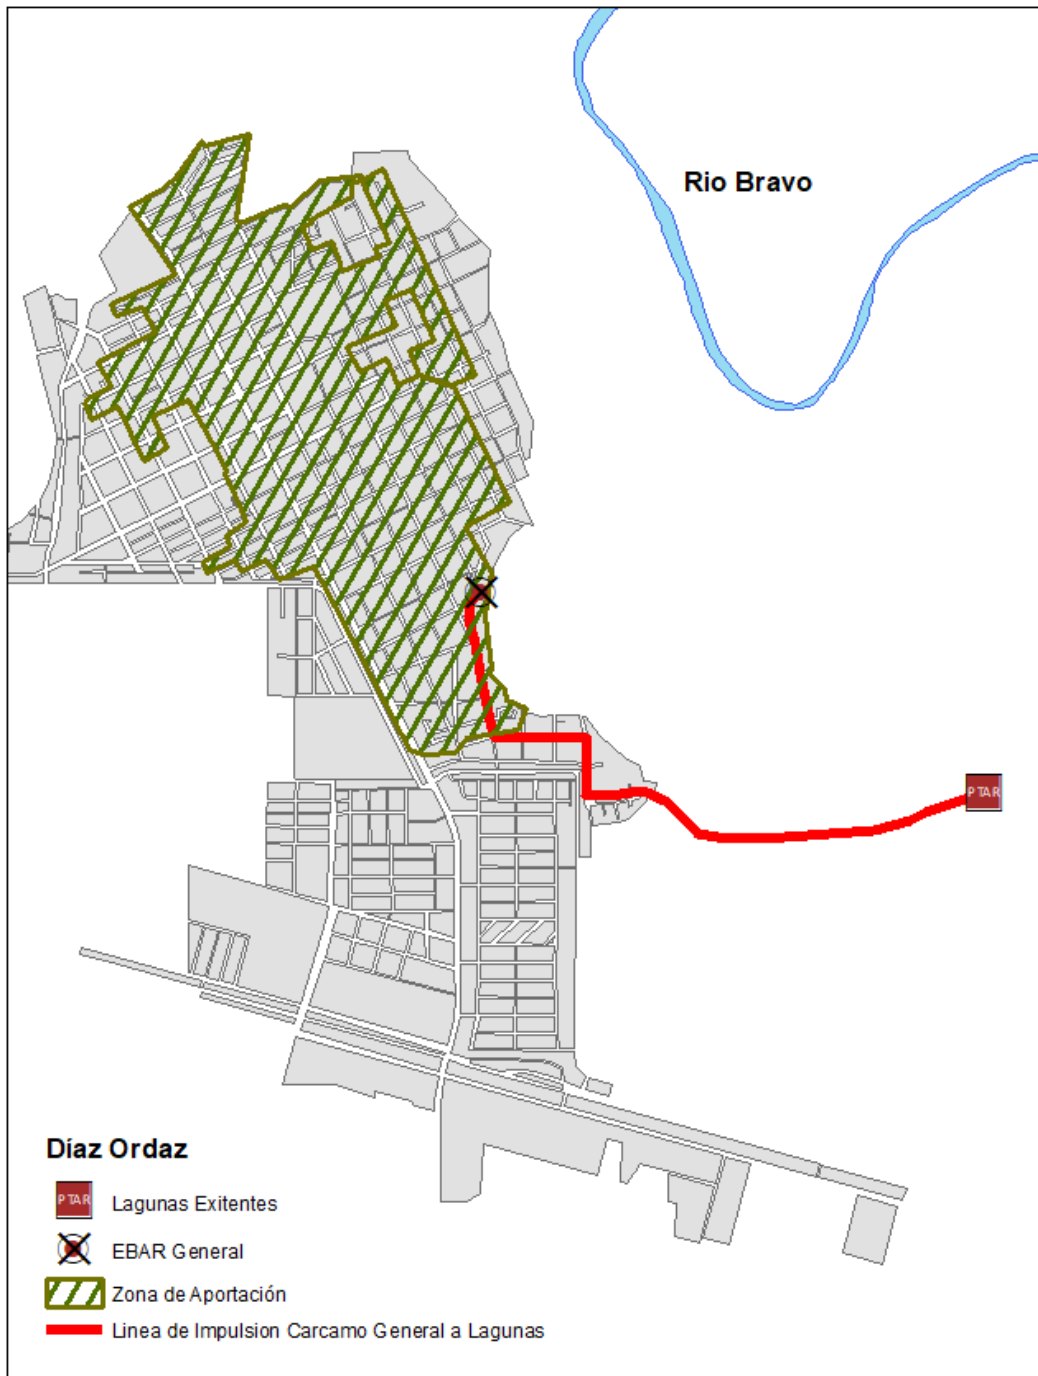 Rio Bravo
PTAR
Díaz Ordaz
PTAR Lagunas Exitentes
EBAR General
Zona de Aportación
Linea de Impulsion Carcamo General a Lagunas